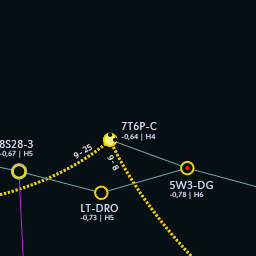 7T6P-C
-0,64 | H4
8S28-3
-0,67 | H5
9 - 25
9 - 8
5W3-DG
-0,78 | H6
LT-DRO
-0,73 | H5